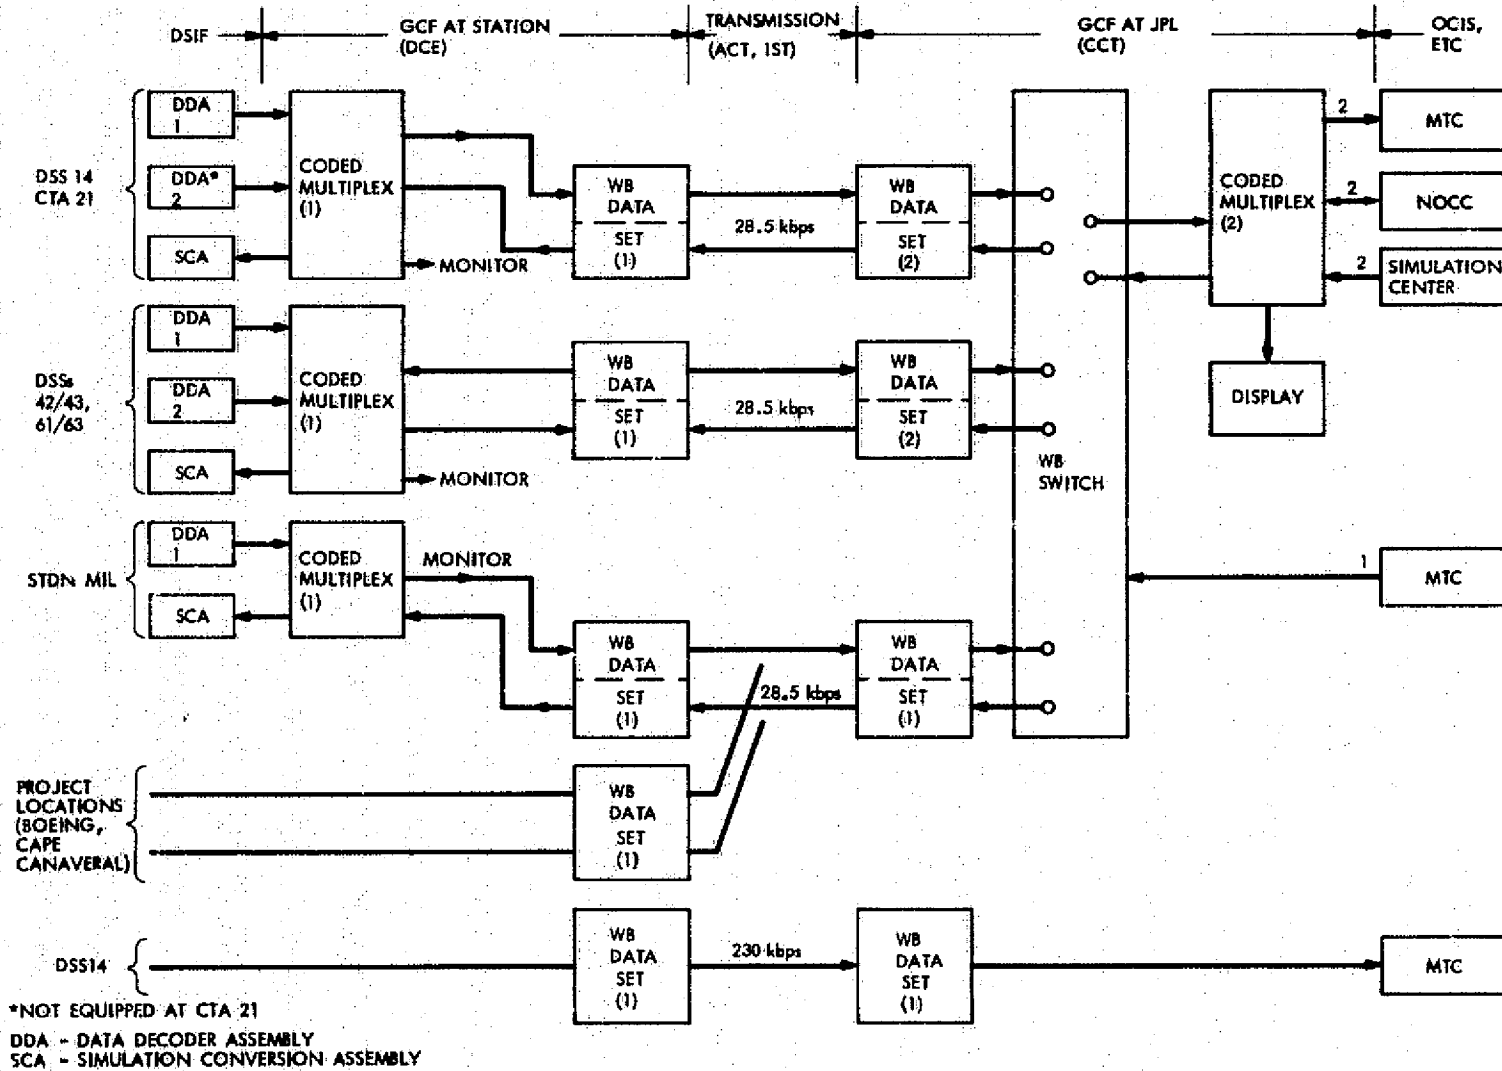 DSIF
GCF AT STATION
(DCE)
TRANSMISSION
(ACT, IST)
GCF AT JPL
(CCT)
OCIS,
ETC
DSS 14
CTA 21
DDA
1
DDA*
2
SCA
CODED
MULTIPLEX
(1)
MONITOR
WB
DATA
SET
(1)
28.5 kbps
WB
DATA
SET
(2)
CODED
MULTIPLEX
(2)
2
MTC
2
NOCC
2
SIMULATION
CENTER
DISPLAY
DSSs
42/43,
61/63
DDA
1
DDA
2
SCA
CODED
MULTIPLEX
(1)
MONITOR
WB
DATA
SET
(1)
28.5 kbps
WB
DATA
SET
(2)
WB
SWITCH
STDN MIL
DDA
1
SCA
CODED
MULTIPLEX
(1)
MONITOR
WB
DATA
SET
(1)
28.5 kbps
WB
DATA
SET
(1)
1
MTC
PROJECT
LOCATIONS
(BOEING,
CAPE
CANAVERAL)
WB
DATA
SET
(1)
DSS14
WB
DATA
SET
(1)
230 kbps
WB
DATA
SET
(1)
MTC
*NOT EQUIPPED AT CTA 21
DDA - DATA DECODER ASSEMBLY
SCA - SIMULATION CONVERSION ASSEMBLY